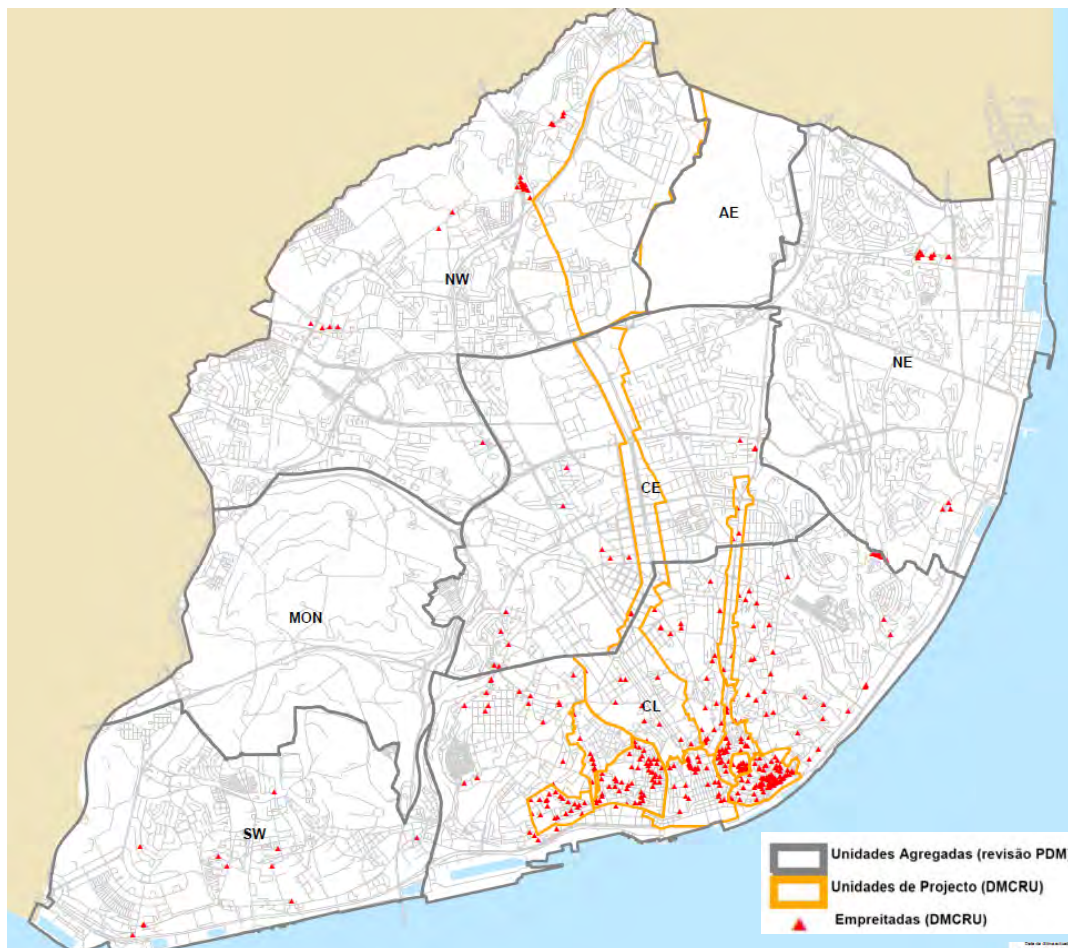 AE
NW
NE
CE
MON
CL
SW
Unidades Agregadas (revisão PDM)
Unidades de Projecto (DMCRU)
Empreitadas (DMCRU)